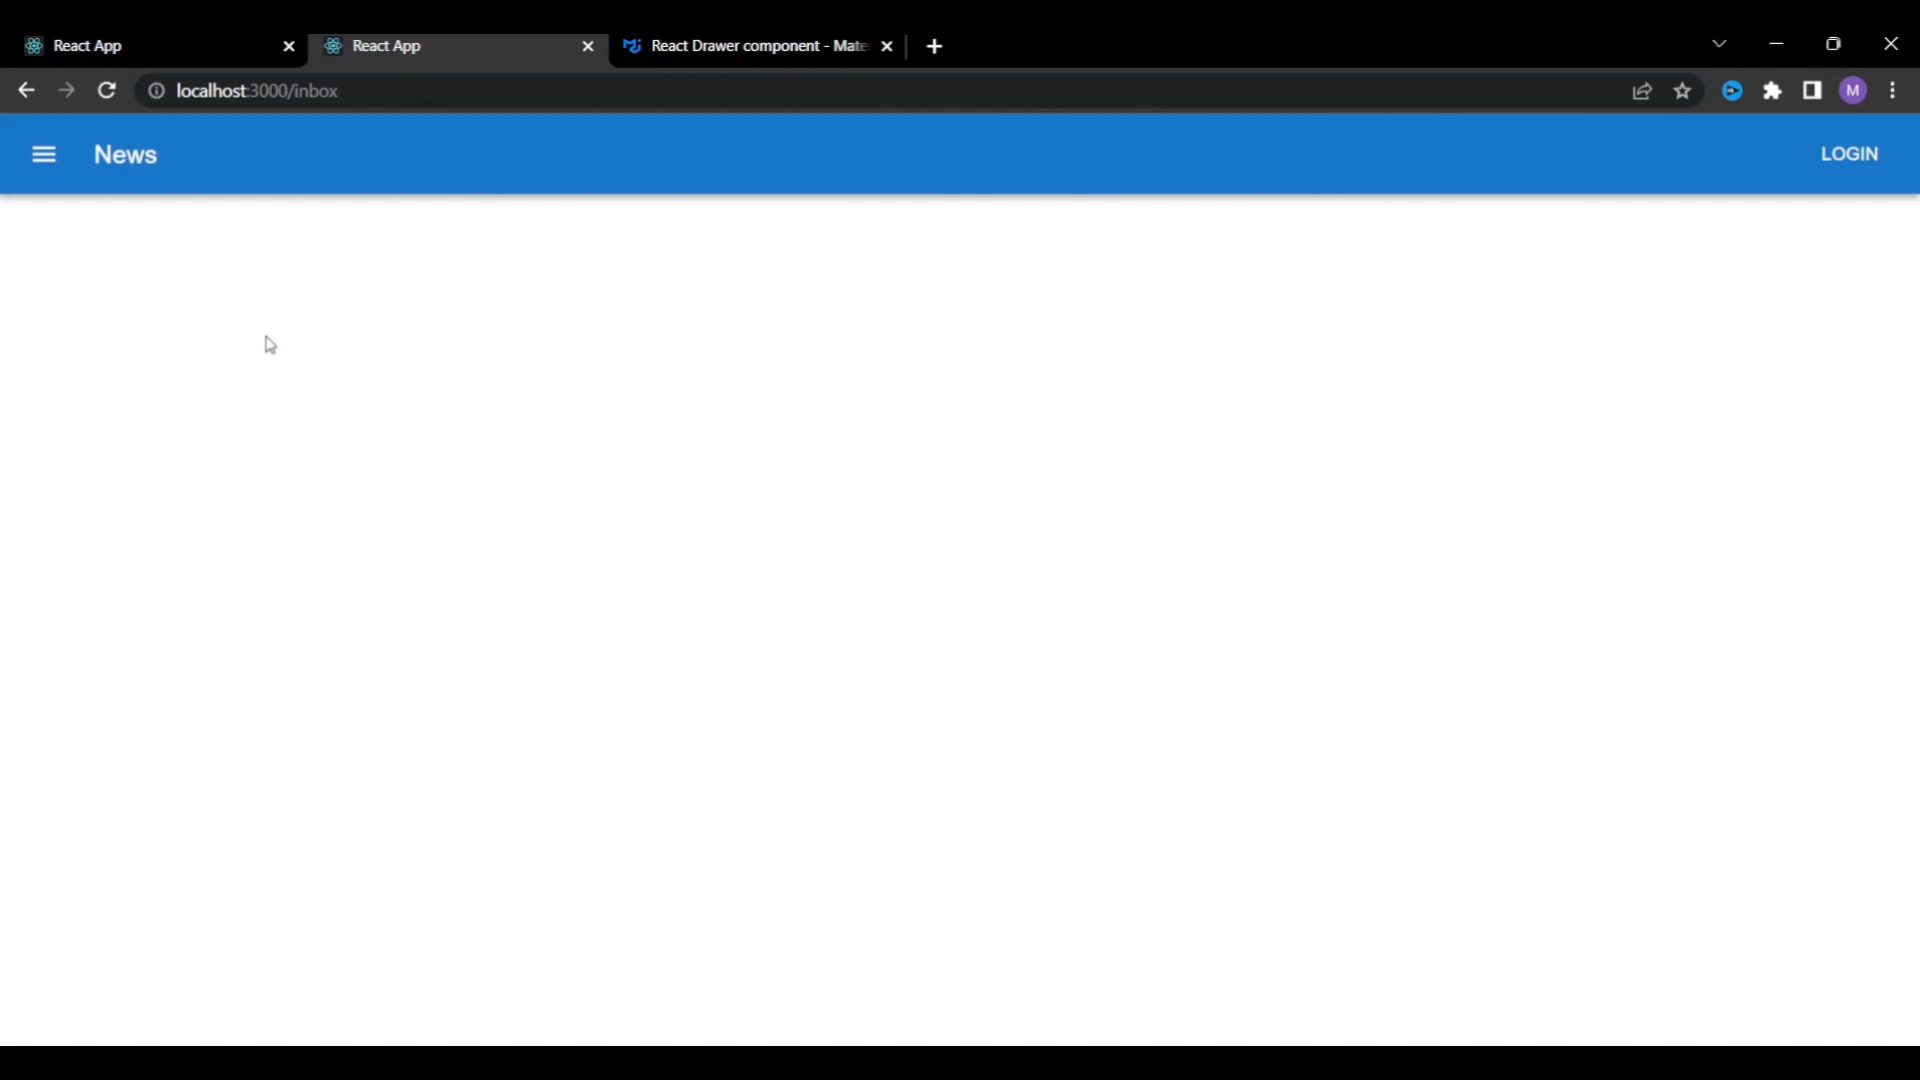 React App
React App
React Drawer component - Mate
localhost:3000/inbox
M
News
LOGIN